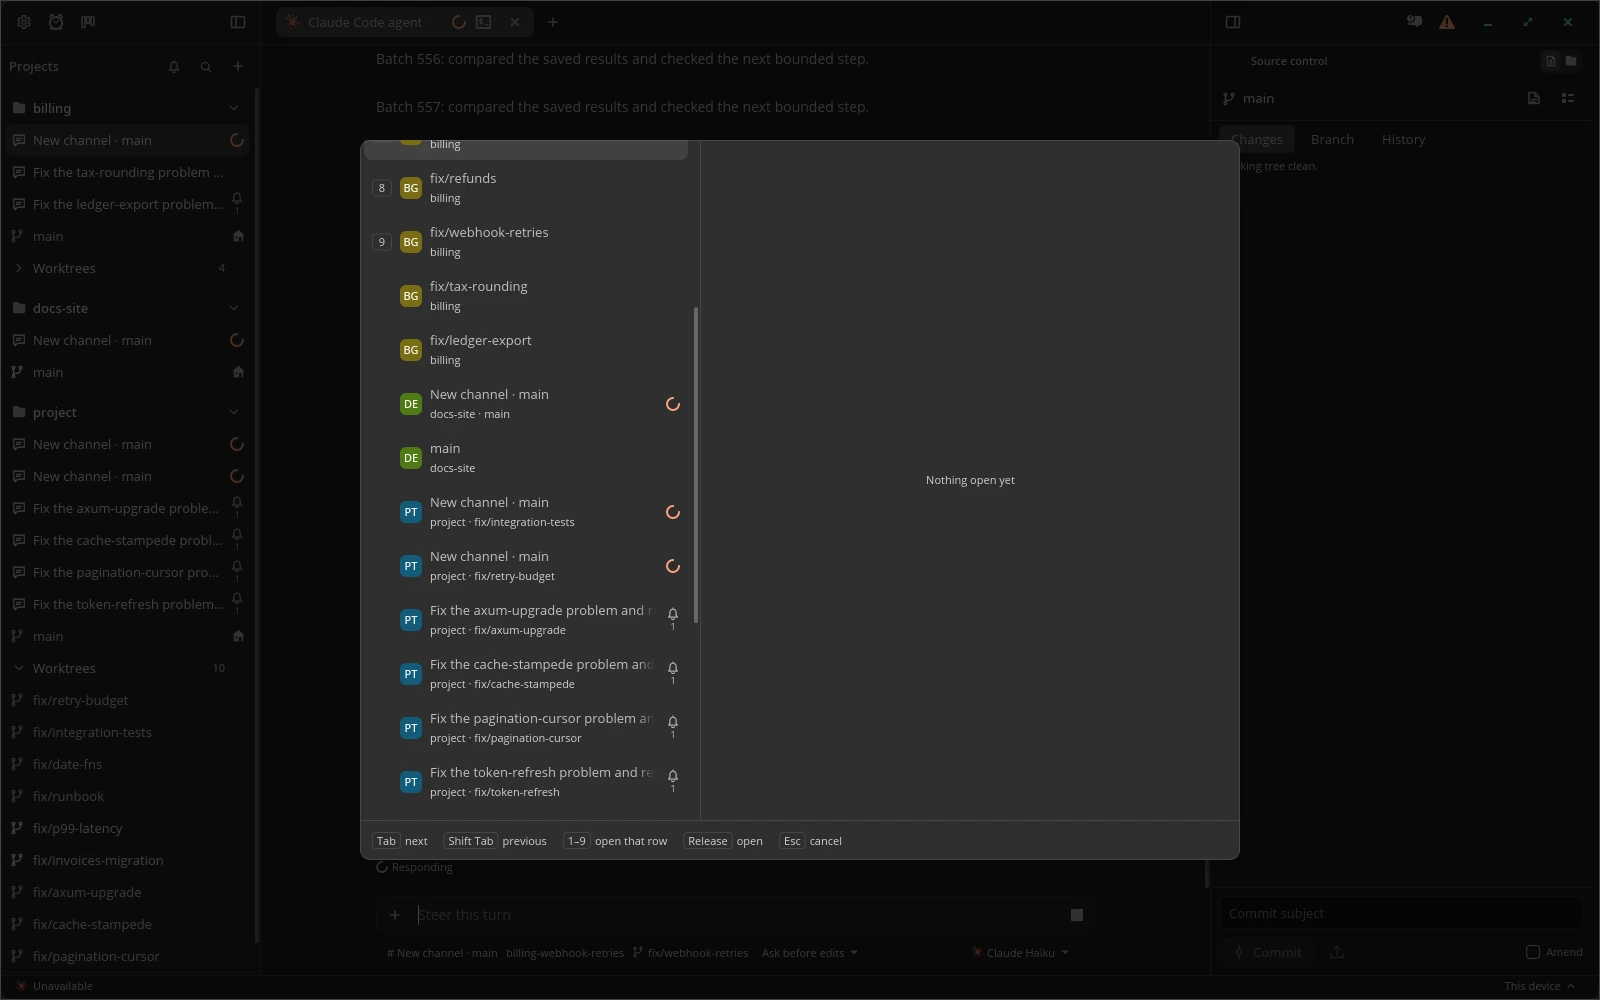 Claude Code agent
Projects
billing
New channel · main
Fix the tax-rounding problem ...
Fix the ledger-export problem...
1
main
Worktrees
4
docs-site
New channel · main
main
project
New channel · main
New channel · main
Fix the axum-upgrade proble...
1
Fix the cache-stampede probl...
1
Fix the pagination-cursor pro...
1
Fix the token-refresh problem...
1
main
Worktrees
10
fix/retry-budget
fix/integration-tests
fix/date-fns
fix/runbook
fix/p99-latency
fix/invoices-migration
fix/axum-upgrade
fix/cache-stampede
fix/pagination-cursor
Unavailable
Batch 556: compared the saved results and checked the next bounded step.
Batch 557: compared the saved results and checked the next bounded step.
billing
8
BG
fix/refunds
billing
9
BG
fix/webhook-retries
billing
BG
fix/tax-rounding
billing
BG
fix/ledger-export
billing
DE
New channel · main
docs-site · main
DE
main
docs-site
PT
New channel · main
project · fix/integration-tests
PT
New channel · main
project · fix/retry-budget
PT
Fix the axum-upgrade problem and
project · fix/axum-upgrade
1
PT
Fix the cache-stampede problem and
project · fix/cache-stampede
1
PT
Fix the pagination-cursor problem an
project · fix/pagination-cursor
1
PT
Fix the token-refresh problem and re
project · fix/token-refresh
1
Nothing open yet
Tab next Shift Tab previous 1–9 open that row Release open Esc cancel
Responding
Steer this turn
# New channel · main billing-webhook-retries fix/webhook-retries Ask before edits Claude Haiku
Source control
main
Changes Branch History
king tree clean.
Commit subject
Commit
Amend
This device